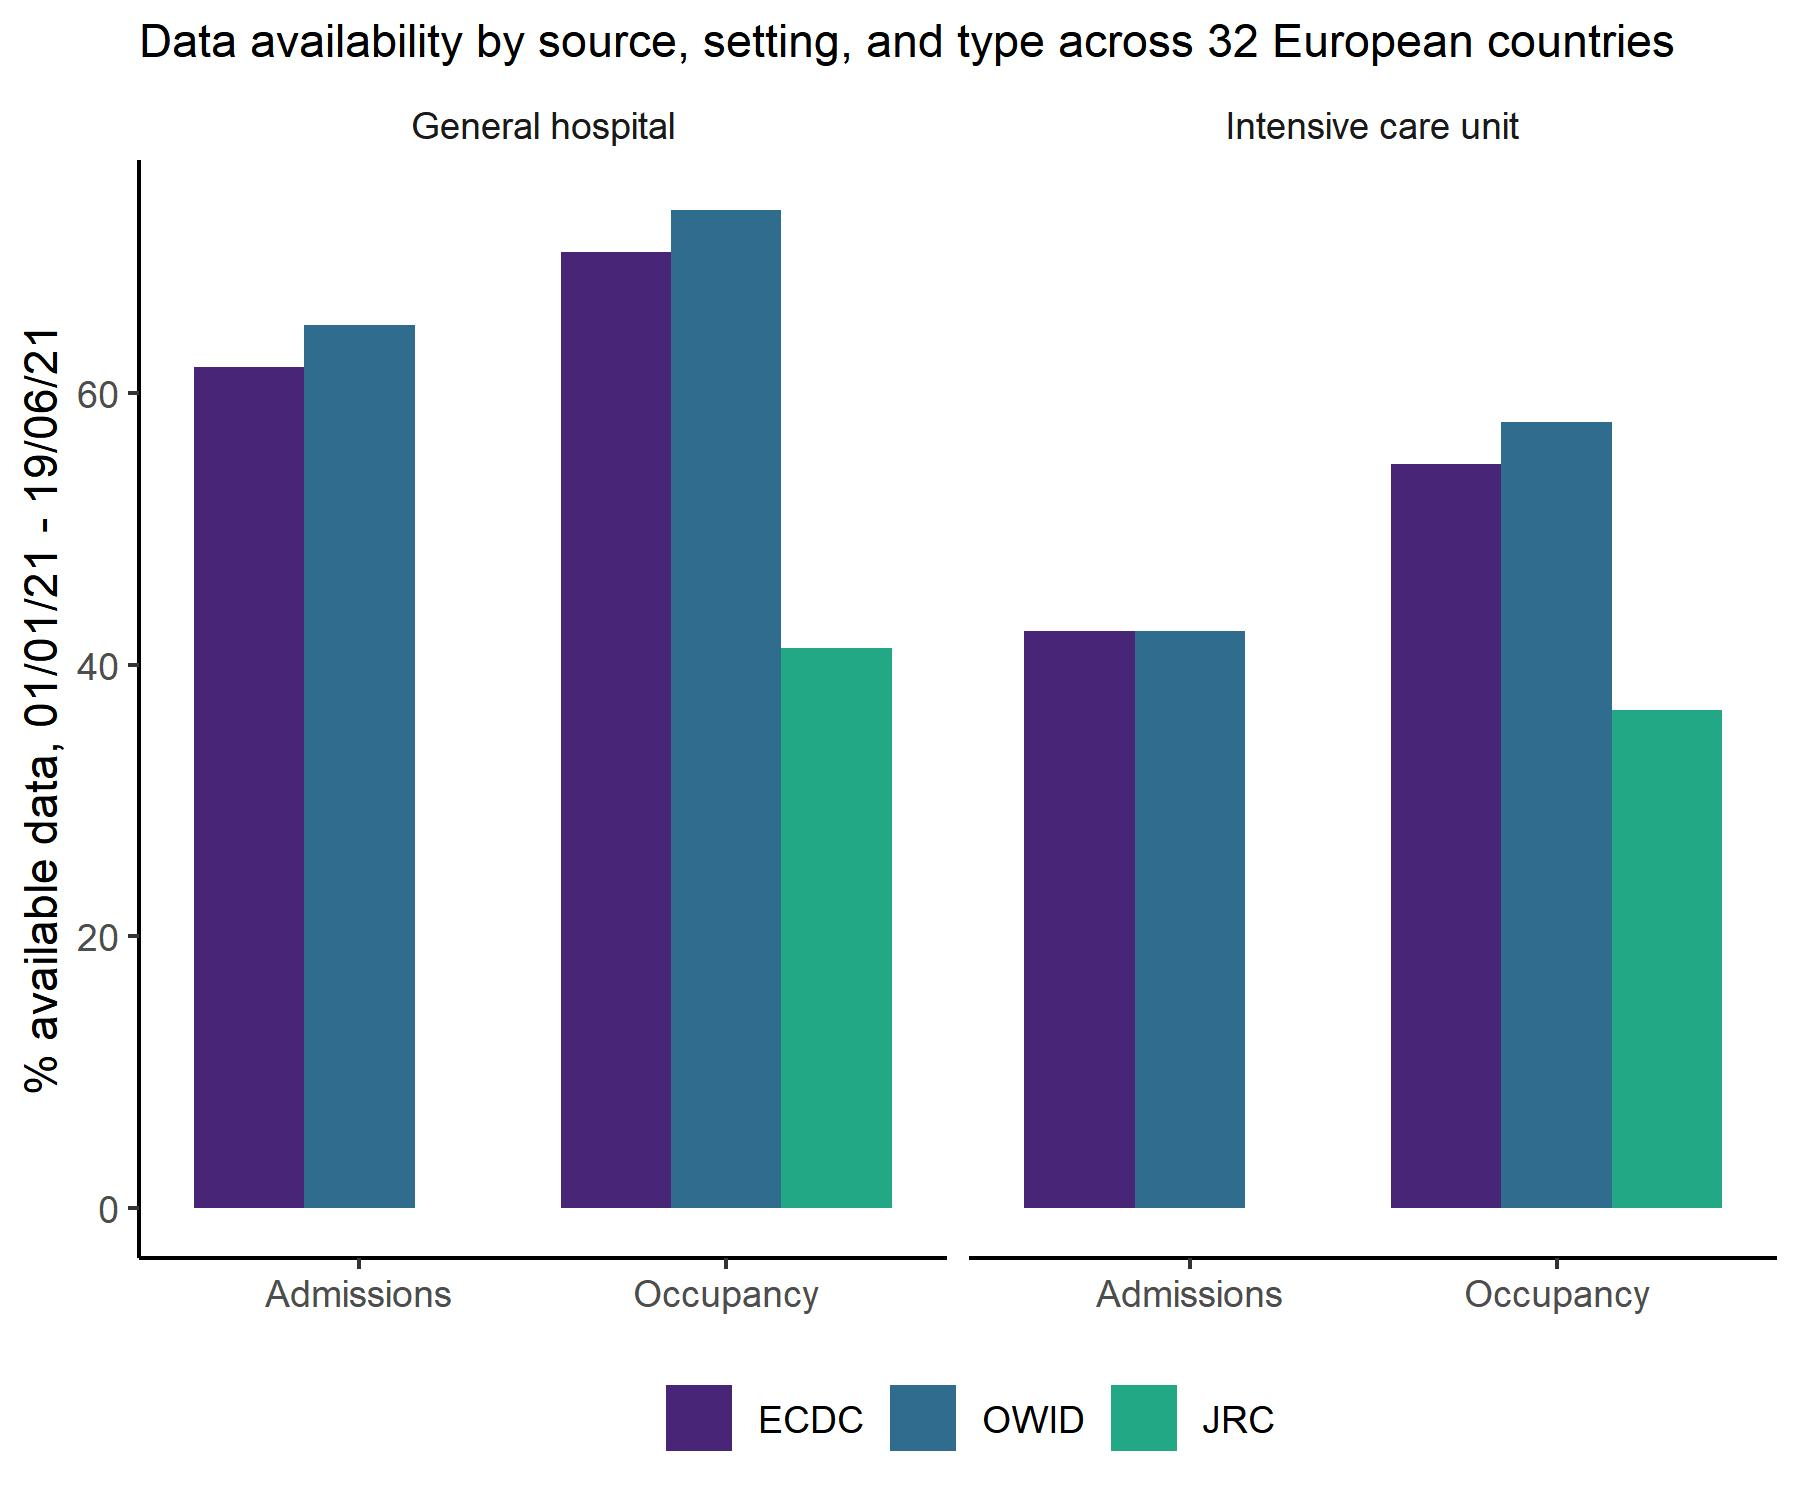 Data availability by source, setting, and type across 32 European countries
General hospital
Intensive care unit
% available data, 01/01/21 - 19/06/21
60
40
20
0
Admissions
Occupancy
Admissions
Occupancy
ECDC
OWID
JRC